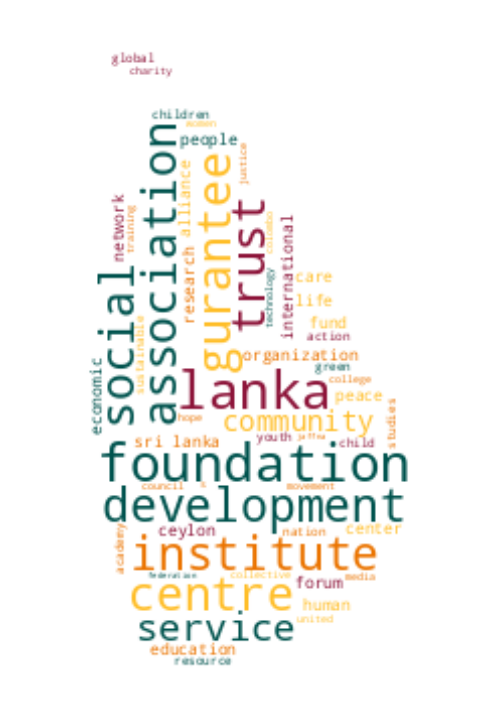 global
charity
children
women
people
association
gurantee
justice
alliance
trust
network
training
research
colombo
international
technology
social
care
life
fund
action
sustainable
organization
economic
green
lanka
college
peace
studies
hope
community
youth
jaffna
child
sri lanka
foundation
council
s
movement
development
academy
ceylon
nation
center
institute
federation
collective
forum
media
centre
human
service
united
education
resource